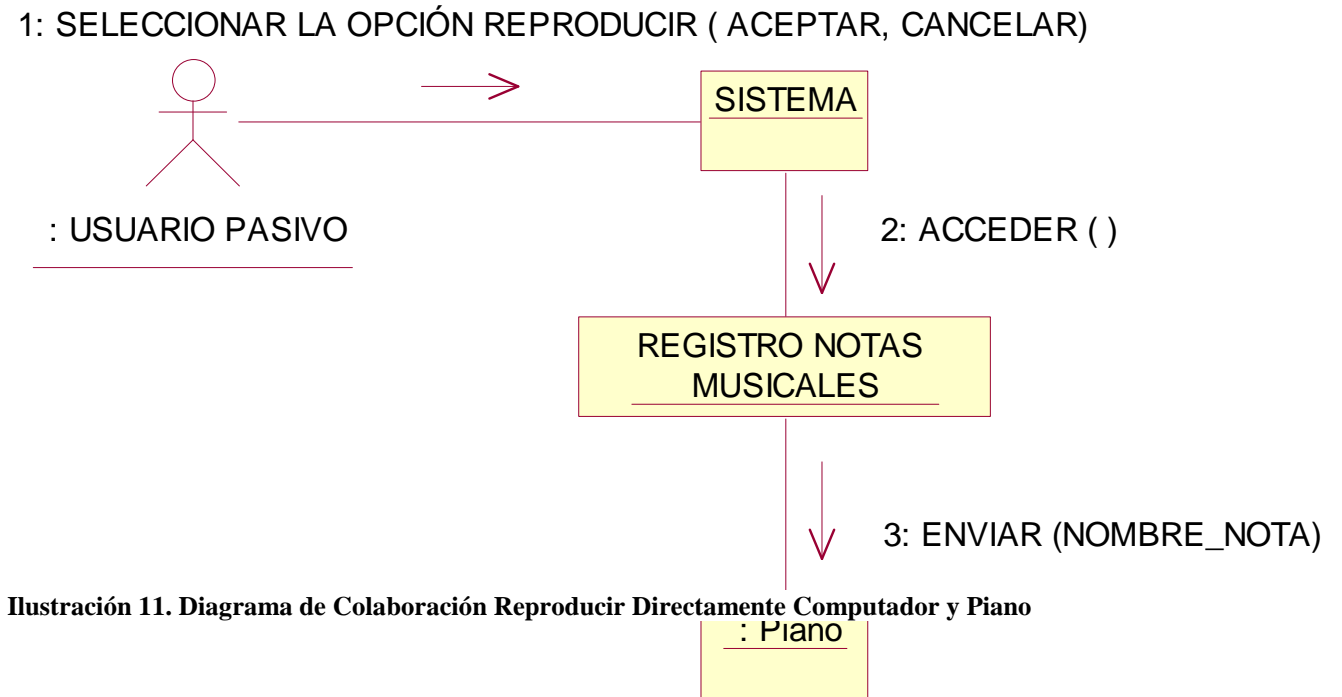 1: SELECCIONAR LA OPCIÓN REPRODUCIR ( ACEPTAR, CANCELAR)
SISTEMA
: USUARIO PASIVO
2: ACCEDER ( )
REGISTRO NOTAS
MUSICALES
3: ENVIAR (NOMBRE_NOTA)
Ilustración 11. Diagrama de Colaboración Reproducir Directamente Computador y Piano
: Piano